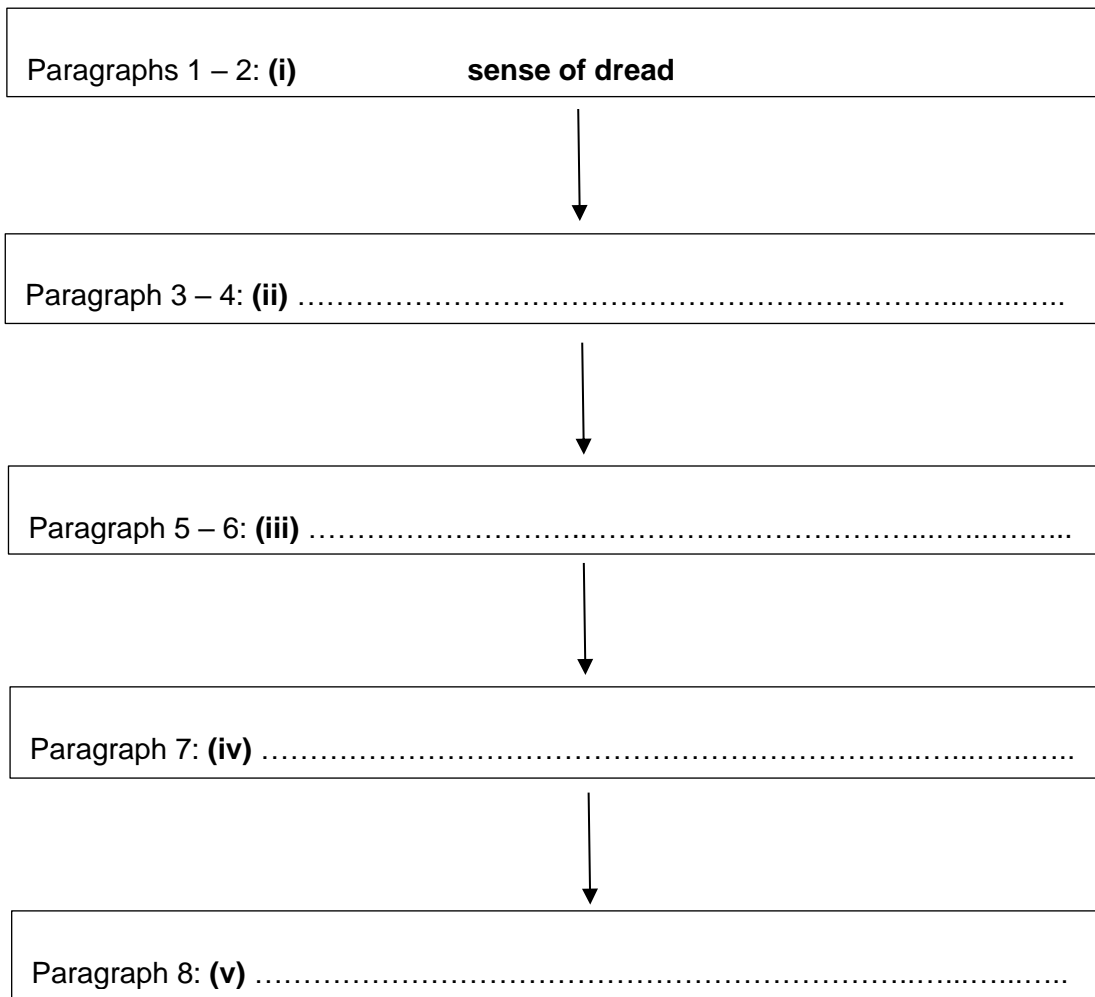 Paragraphs 1 – 2: (i) sense of dread
Paragraph 3 – 4: (ii) ……………………………………………………………...…...…..
Paragraph 5 – 6: (iii) ………………………..……………………………..…...……...
Paragraph 7: (iv) ……………………………………………………………..…....…...…..
Paragraph 8: (v) ……………………………………………………………..…...…...…..